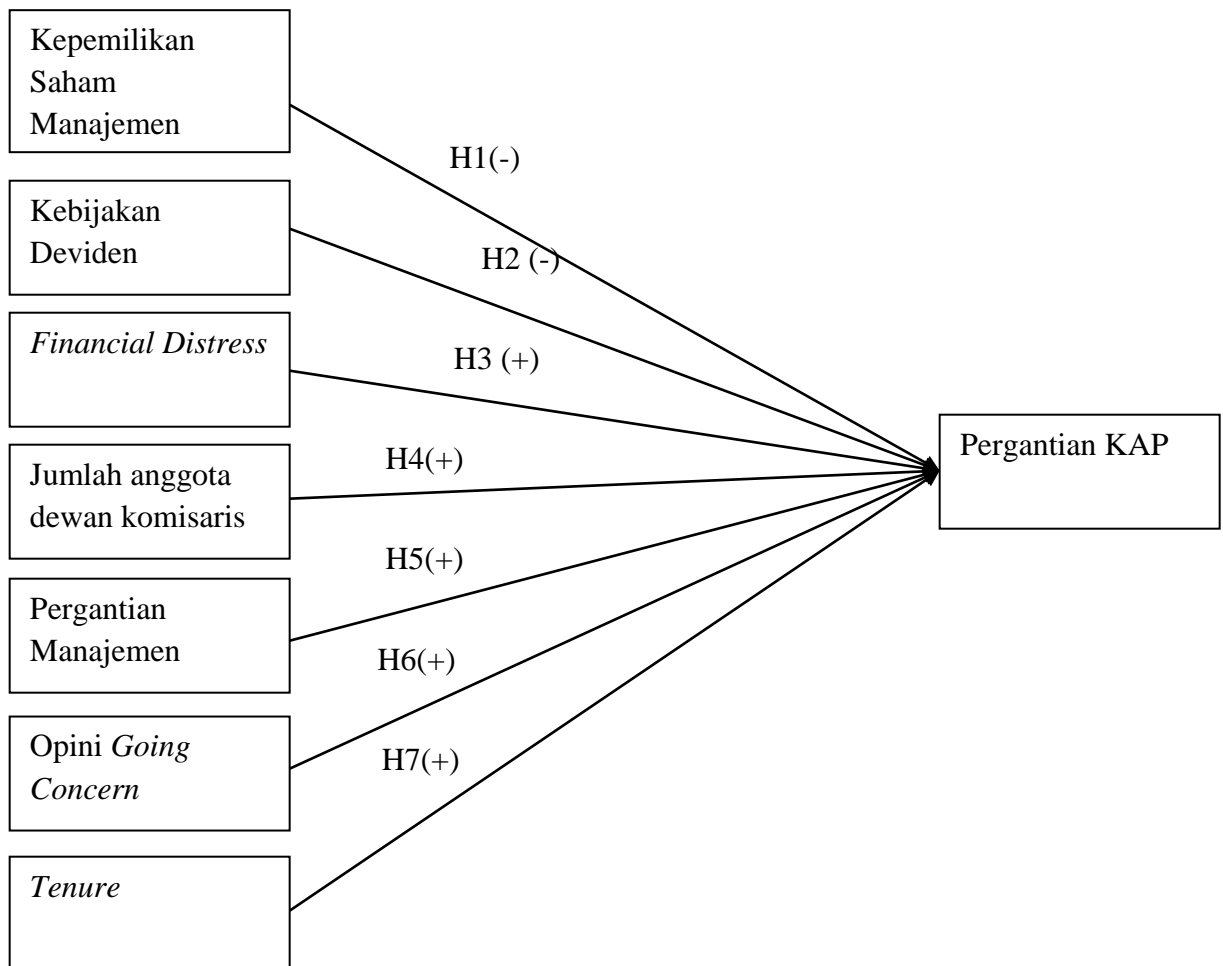 Kepemilikan
Saham
Manajemen
H1(-)
Kebijakan
Deviden
H2 (-)
Financial Distress
H3 (+)
Jumlah anggota
dewan komisaris
H4(+)
Pergantian KAP
Pergantian
Manajemen
H5(+)
Opini Going
Concern
H6(+)
Tenure
H7(+)